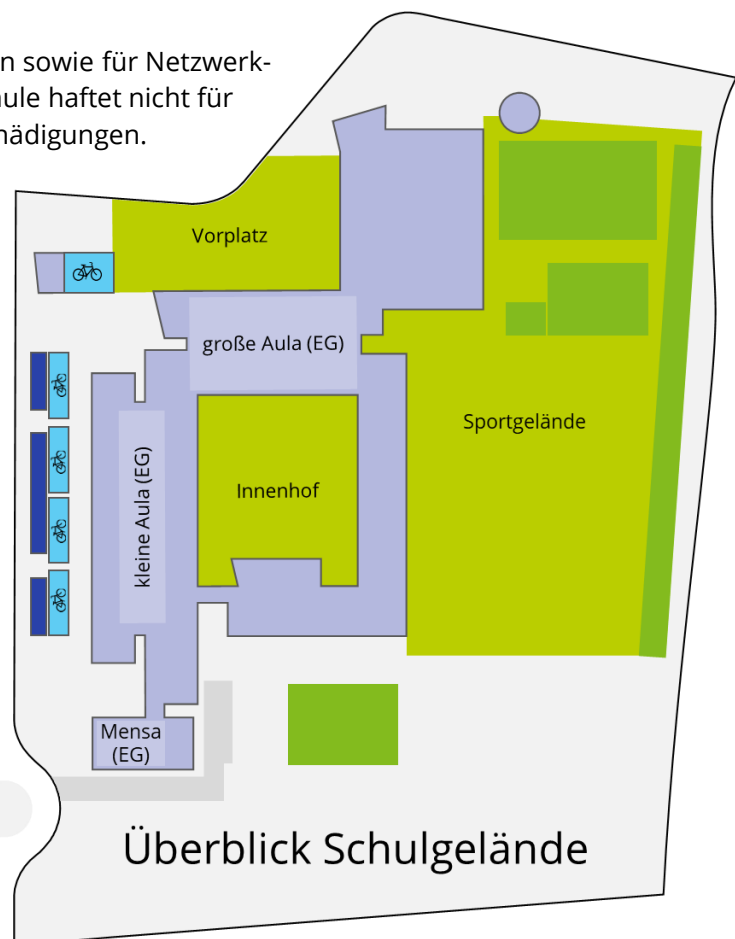 n sowie für Netzwerk-
ule haftet nicht für
nädigungen.
Vorplatz
große Aula (EG)
Sportgelände
kleine Aula (EG)
Innenhof
Mensa
(EG)
Überblick Schulgelände